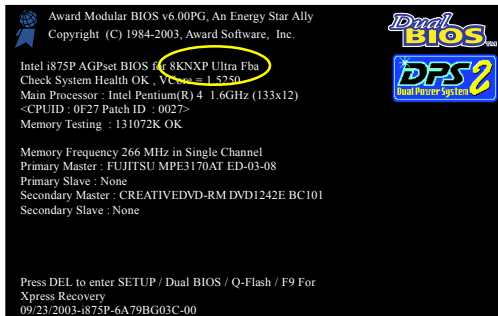 Award Modular BIOS v6.00PG, An Energy Star Ally
Copyright (C) 1984-2003, Award Software, Inc.
Dual
BIOS
TM
Intel i875P AGPset BIOS for 8KNXP Ultra Fba
Check System Health OK , VCore = 1.5250
Main Processor : Intel Pentium(R) 4 1.6GHz (133x12)
<CPUID : 0F27 Patch ID : 0027>
Memory Testing : 131072K OK
DPS2
Dual Power System
Memory Frequency 266 MHz in Single Channel
Primary Master : FUJITSU MPE3170AT ED-03-08
Primary Slave : None
Secondary Master : CREATIVEDVD-RM DVD1242E BC101
Secondary Slave : None
Press DEL to enter SETUP / Dual BIOS / Q-Flash / F9 For
Xpress Recovery
09/23/2003-i875P-6A79BG03C-00